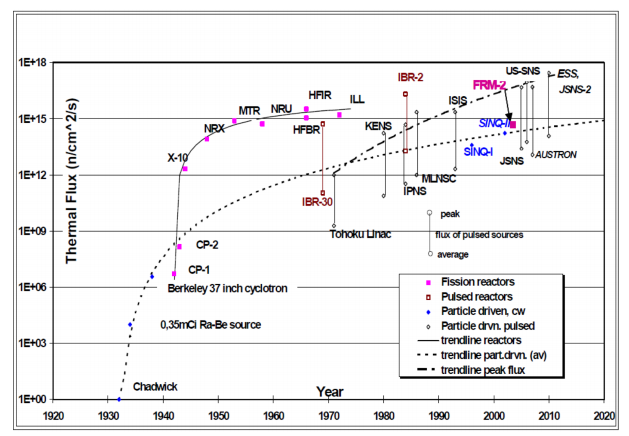 Thermal Flux (n/cm^2/s)
1E+18
1E+15
1E+12
1E+09
1E+06
1E+03
1E+00
1920
1930
1940
1950
1960
1970
1980
1990
2000
2010
2020
Year
Chadwick
0,35mCi Ra-Be source
Berkeley 37 inch cyclotron
CP-1
CP-2
X-10
NRX
MTR
NRU
HFIR
HFBR
ILL
IBR-30
Tohoku Linac
KENS
IBR-2
IPNS
MLNSC
ISIS
SINQ-I
SINQ-II
FRM-2
US-SNS
JSNS
AUSTRON
ESS,
JSNS-2
peak
flux of pulsed sources
average
Fission reactors
Pulsed reactors
Particle driven, cw
Particle drvn. pulsed
trendline reactors
trendline part.drvn. (av)
trendline peak flux